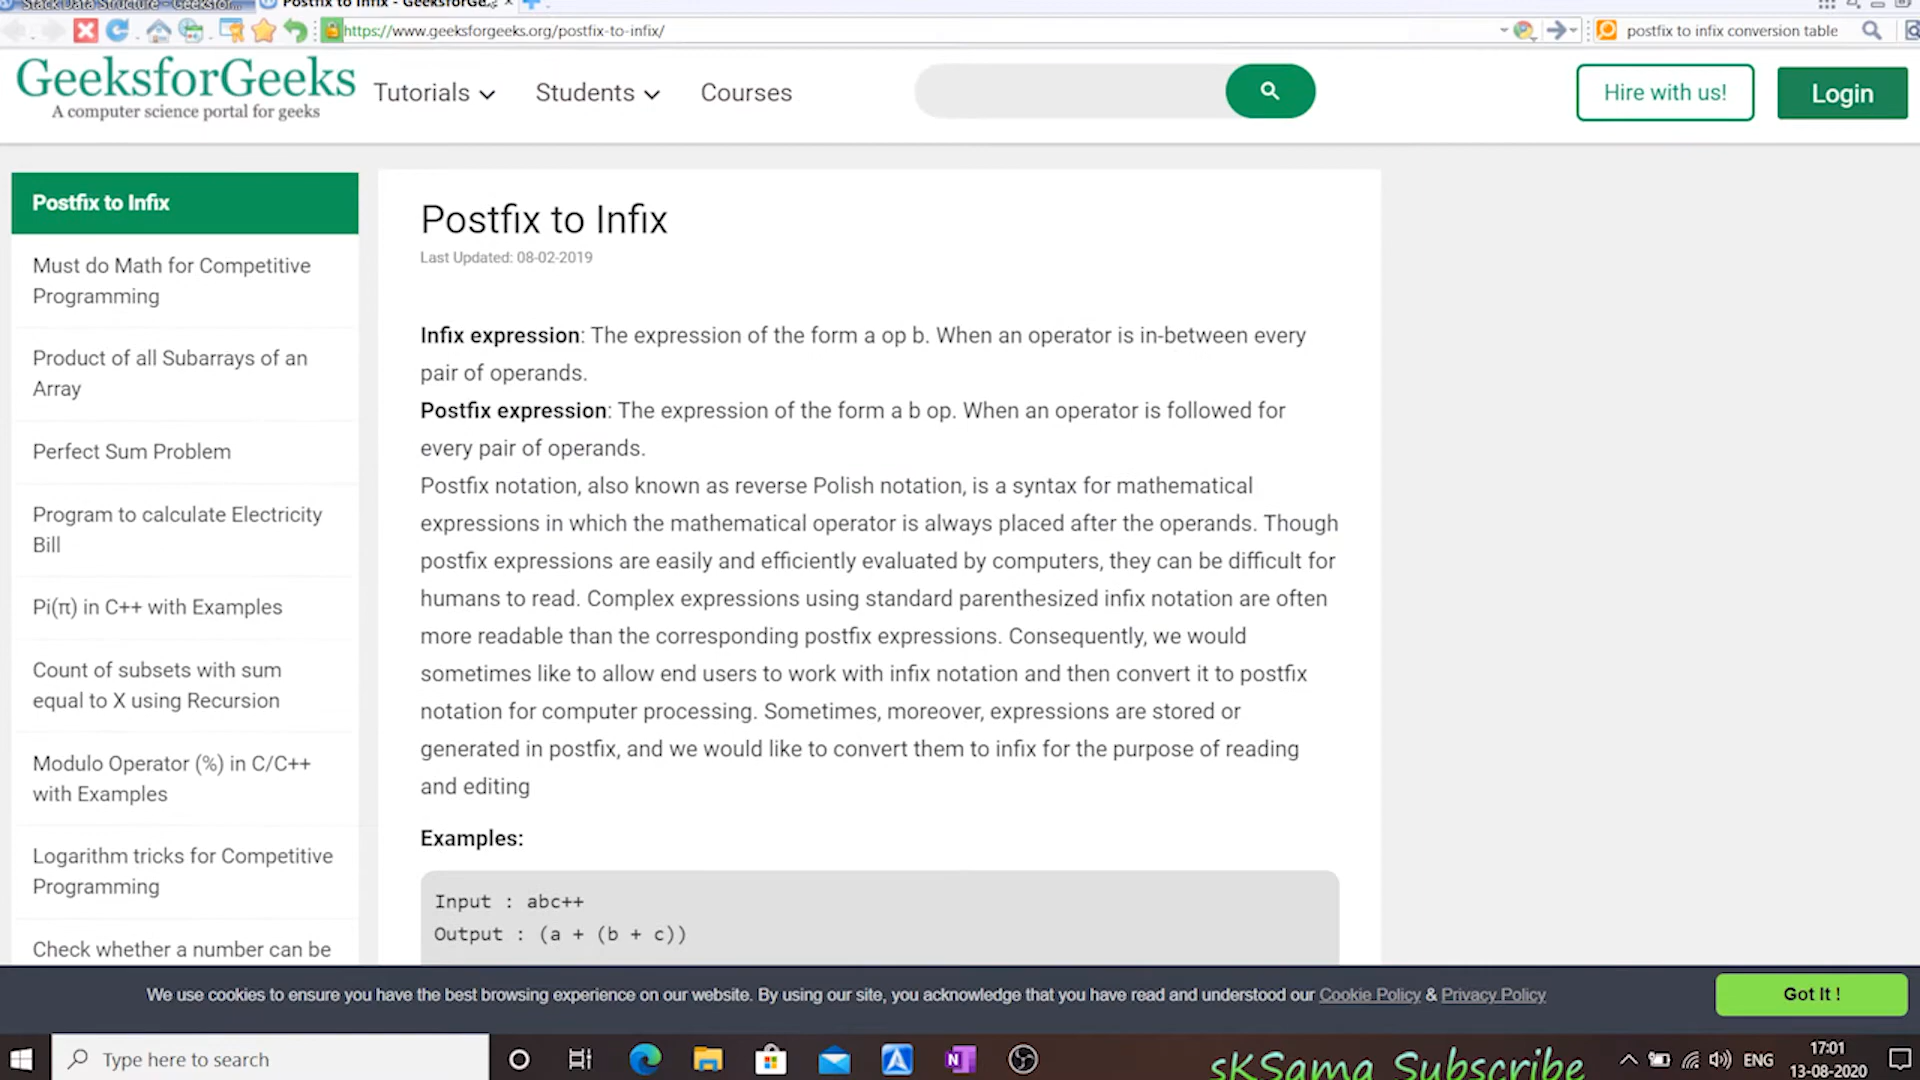 Stack Data Structure - Geeksfor...
Postfix to Infix - GeeksforGe...
https://www.geeksforgeeks.org/postfix-to-infix/
postfix to infix conversion table
GeeksforGeeks
A computer science portal for geeks
Tutorials
Students
Courses
Hire with us!
Login
Postfix to Infix
Must do Math for Competitive
Programming
Product of all Subarrays of an
Array
Perfect Sum Problem
Program to calculate Electricity
Bill
Pi(π) in C++ with Examples
Count of subsets with sum
equal to X using Recursion
Modulo Operator (%) in C/C++
with Examples
Logarithm tricks for Competitive
Programming
Check whether a number can be
Postfix to Infix
Last Updated: 08-02-2019
Infix expression: The expression of the form a op b. When an operator is in-between every
pair of operands.
Postfix expression: The expression of the form a b op. When an operator is followed for
every pair of operands.
Postfix notation, also known as reverse Polish notation, is a syntax for mathematical
expressions in which the mathematical operator is always placed after the operands. Though
postfix expressions are easily and efficiently evaluated by computers, they can be difficult for
humans to read. Complex expressions using standard parenthesized infix notation are often
more readable than the corresponding postfix expressions. Consequently, we would
sometimes like to allow end users to work with infix notation and then convert it to postfix
notation for computer processing. Sometimes, moreover, expressions are stored or
generated in postfix, and we would like to convert them to infix for the purpose of reading
and editing
Examples:
Input : abc++
Output : (a + (b + c))
We use cookies to ensure you have the best browsing experience on our website. By using our site, you acknowledge that you have read and understood our Cookie Policy & Privacy Policy
Got It !
Type here to search
sKSama Subscribe
ENG
17:01
13-08-2020